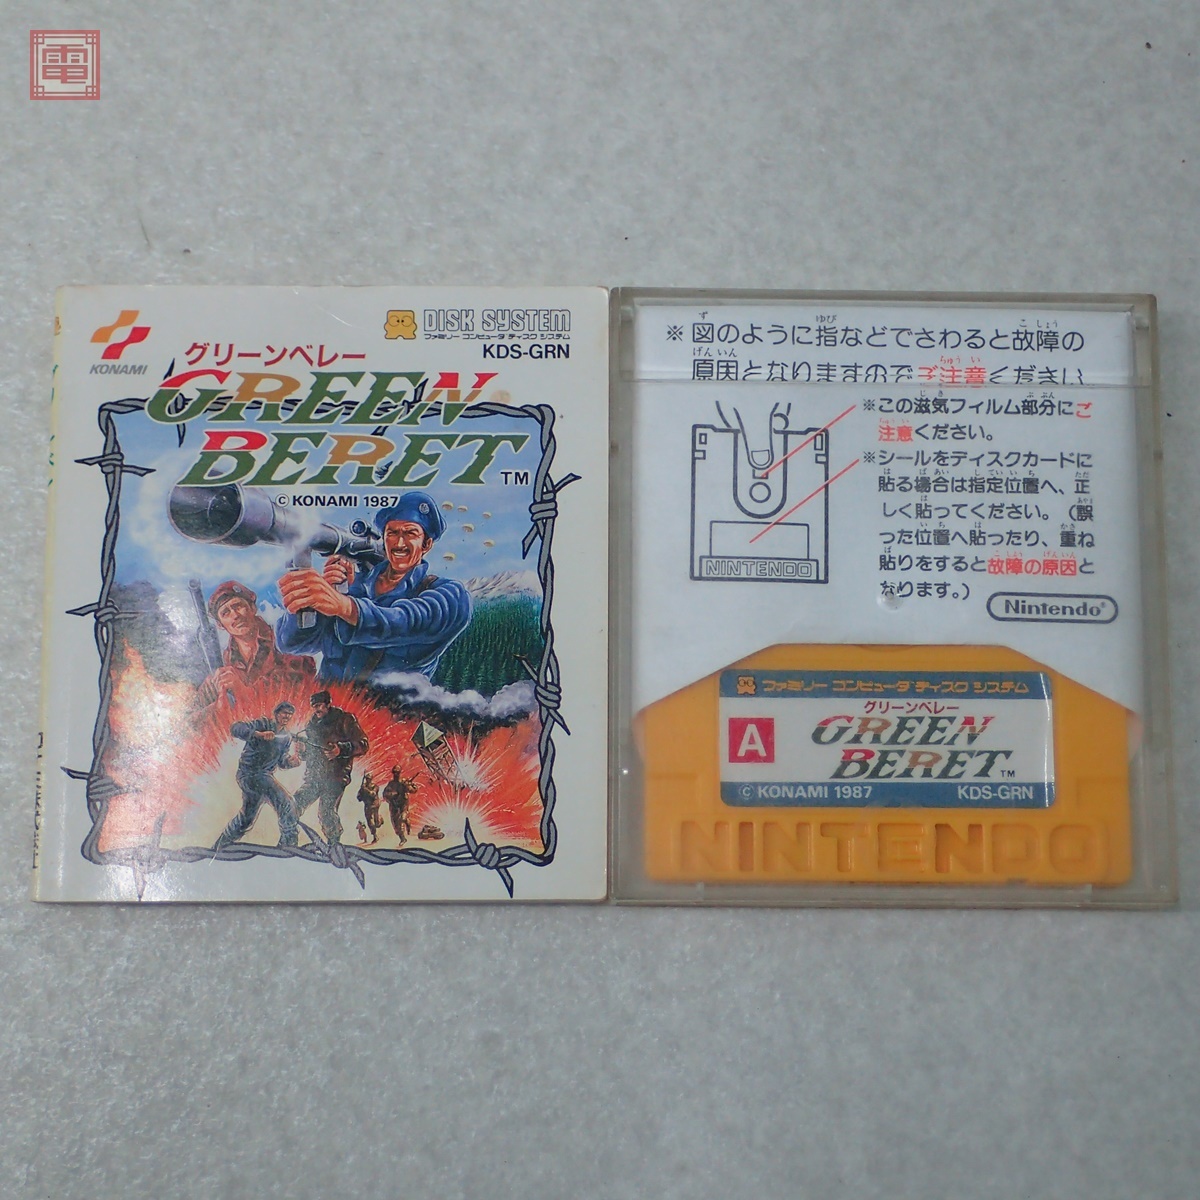 電
KONAMI
DISK SYSTEM
ファミリー コンピュータ ディスク システム
KDS-GRN
グリーンベレー
GREEN
BERET™
© KONAMI 1987
※図のように指などでさわると故障の
原因となりますのでご注意ください
※この滋気フィルム部分にご
注意ください。
※シールをディスクカードに
貼る場合は指定位置へ、正
しく貼ってください。(誤
った位置へ貼ったり、重ね
貼りをすると故障の原因と
なります。)
NINTENDO
Nintendo®
ファミリー コンピュータ ディスク システム
A
グリーンベレー
GREEN
BERET™
© KONAMI 1987
KDS-GRN
NINTENDO